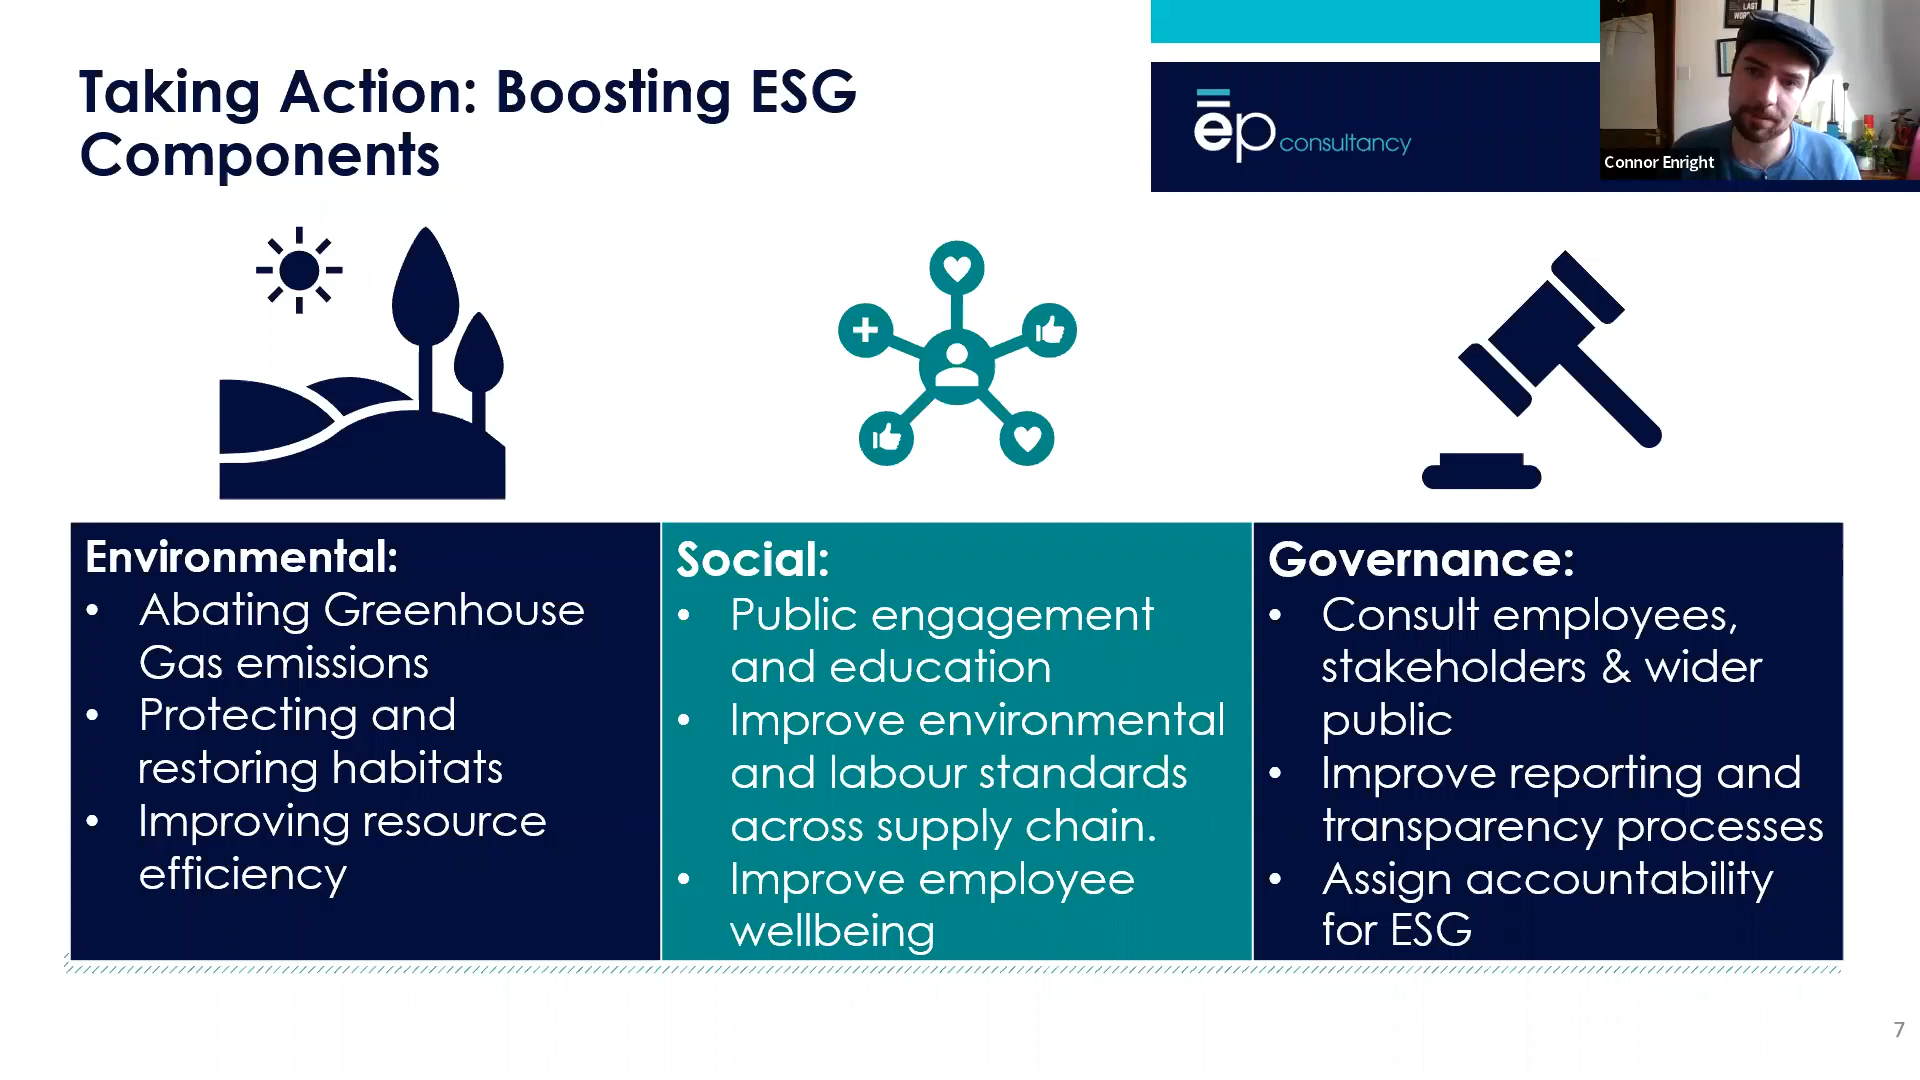 Taking Action: Boosting ESG
Components
ep consultancy
LAST
Connor Enright
Environmental:
• Abating Greenhouse
Gas emissions
• Protecting and
restoring habitats
• Improving resource
efficiency
Social:
• Public engagement
and education
• Improve environmental
and labour standards
across supply chain.
• Improve employee
wellbeing
Governance:
• Consult employees,
stakeholders & wider
public
• Improve reporting and
transparency processes
• Assign accountability
for ESG
7